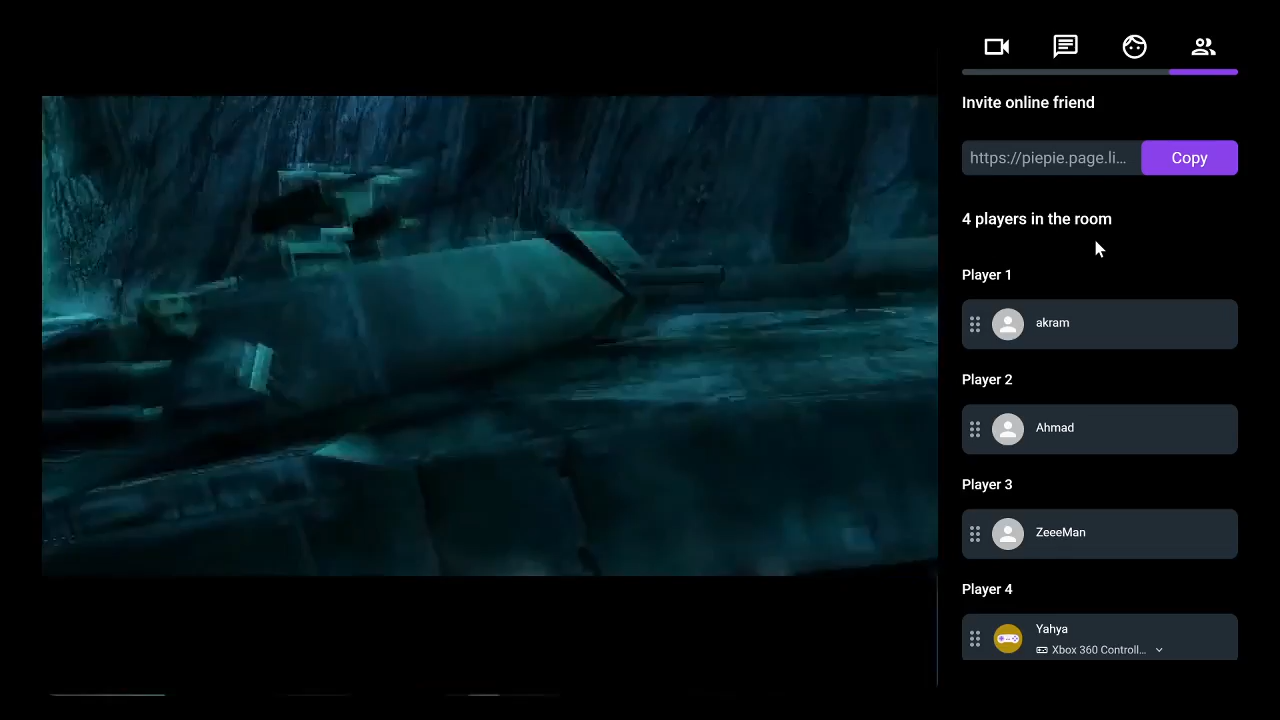 Invite online friend
https://piepie.page.li...
Copy
4 players in the room
Player 1
akram
Player 2
Ahmad
Player 3
ZeeeMan
Player 4
Yahya
Xbox 360 Controll...